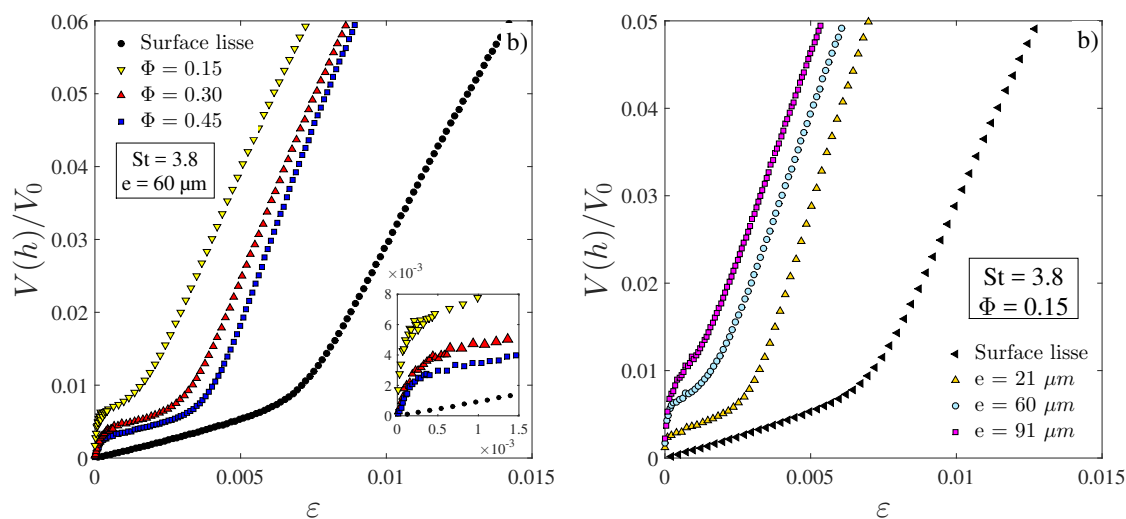 b)
Surface lisse
Φ = 0.15
Φ = 0.30
Φ = 0.45
St = 3.8
e = 60 μm
V(h)/V0
0.06
0.05
0.04
0.03
0.02
0.01
0
0 0.005 0.01 0.015
ε
×10-3
8
6
4
2
0
0 0.5 1 1.5
×10-3
b)
V(h)/V0
0.05
0.04
0.03
0.02
0.01
0
0 0.005 0.01 0.015
ε
St = 3.8
Φ = 0.15
Surface lisse
e = 21 μm
e = 60 μm
e = 91 μm